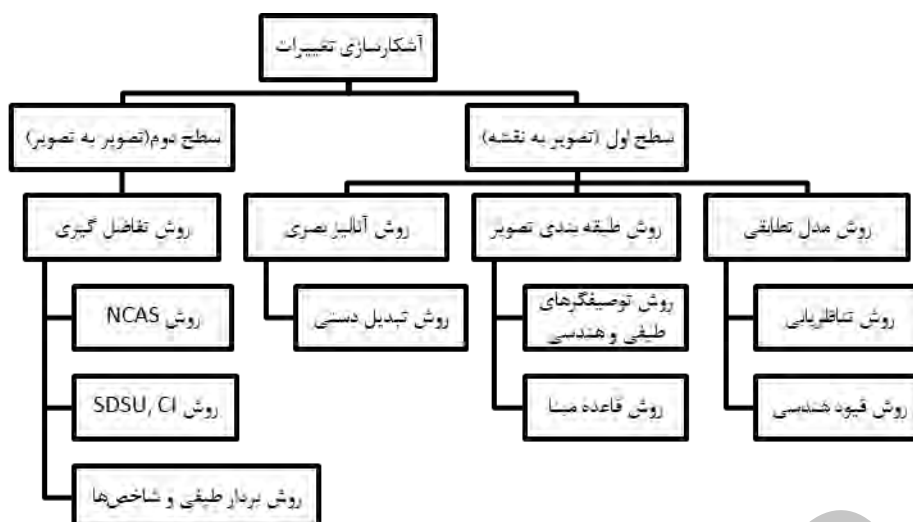 آشکارسازی تغییرات
سطح اول (تصویر به نقشه)
سطح دوم(تصویر به تصویر)
روش مدل تطابقی
روش طبقه بندی تصویر
روش آنالیز بصری
روش تفاضل گیری
روش تناظریابی
روش توصیفگرهای
طیفی و هندسی
روش تبدیل دستی
روش NCAS
روش قیود هندسی
روش قاعده مبنا
روش SDSU, CI
روش بردار طیفی و شاخص‌ها